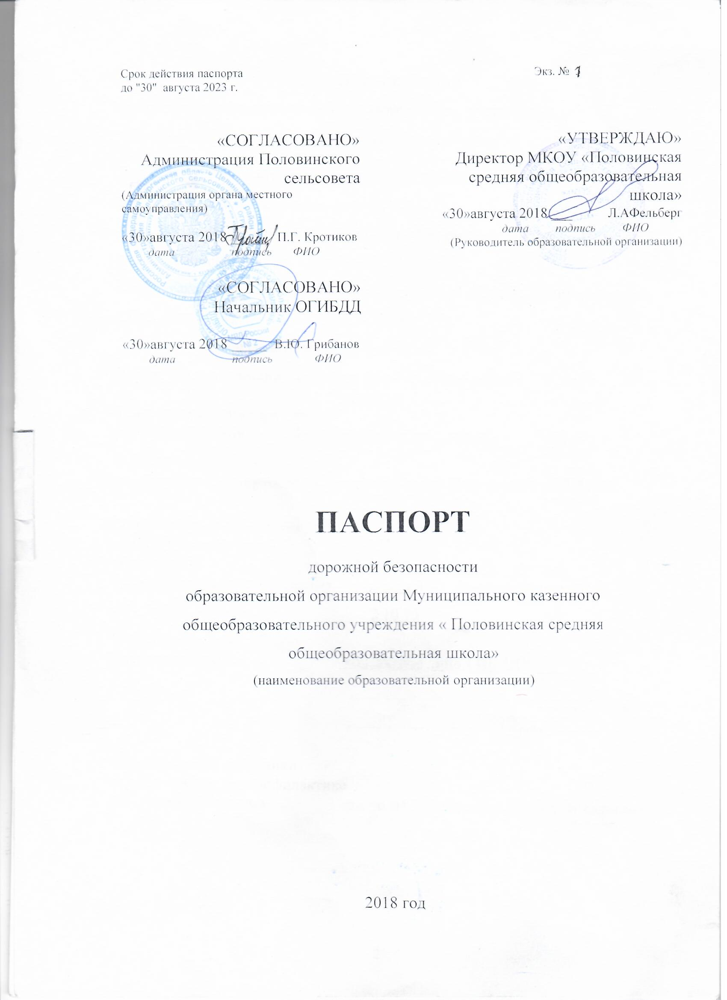 Срок действия паспорта
до "30" августа 2023 г.
Экз. № 1
«СОГЛАСОВАНО»
Администрация Половинского
сельсовета
(Администрация органа местного
самоуправления)
«30»августа 2018 П.Г. Кротиков
дата подпись ФИО
«СОГЛАСОВАНО»
Начальник ОГИБДД
«30»августа 2018 ______ В.Ю. Грибанов
дата подпись ФИО
«УТВЕРЖДАЮ»
Директор МКОУ «Половинская
средняя общеобразовательная
школа»
«30»августа 2018____ Л.АФельберг
дата подпись ФИО
(Руководитель образовательной организации)
ПАСПОРТ
дорожной безопасности
образовательной организации Муниципального казенного
общеобразовательного учреждения « Половинская средняя
общеобразовательная школа»
(наименование образовательной организации)
2018 год